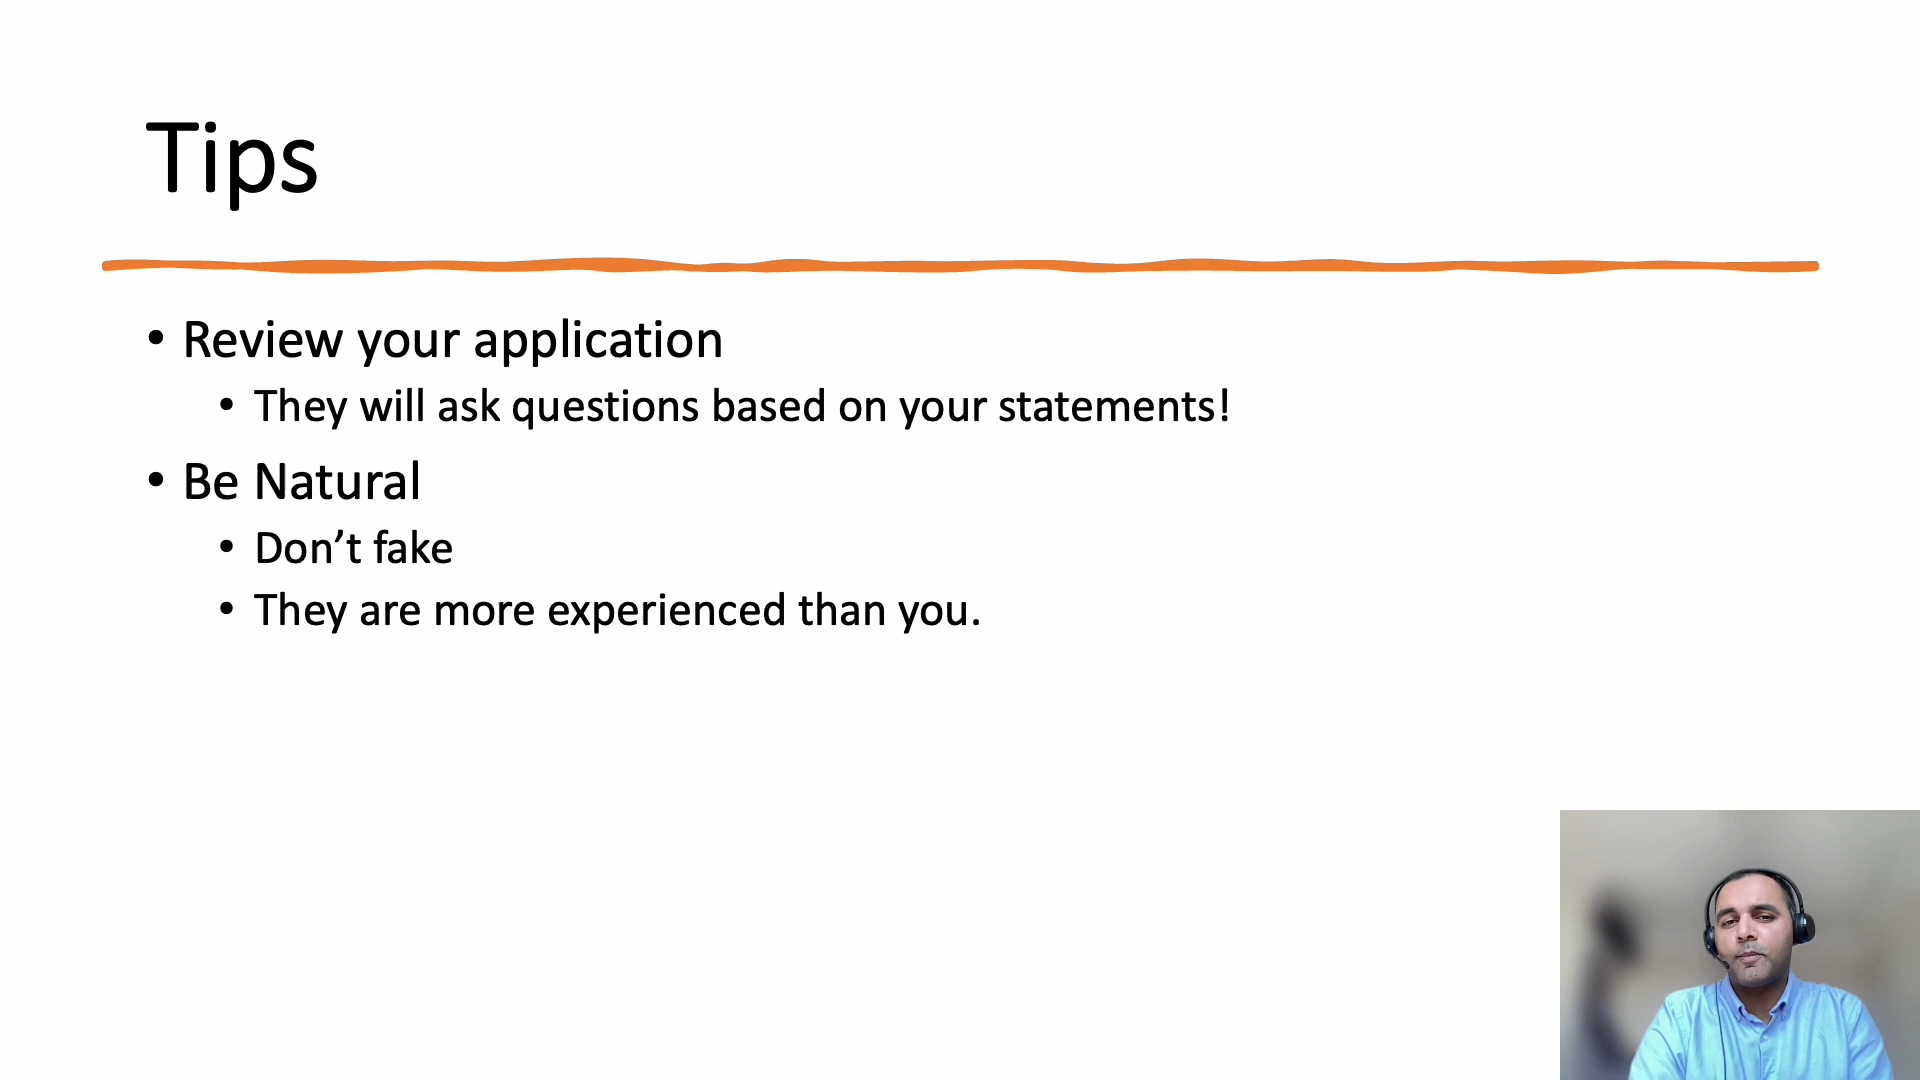 Tips
• Review your application
• They will ask questions based on your statements!
• Be Natural
• Don’t fake
• They are more experienced than you.